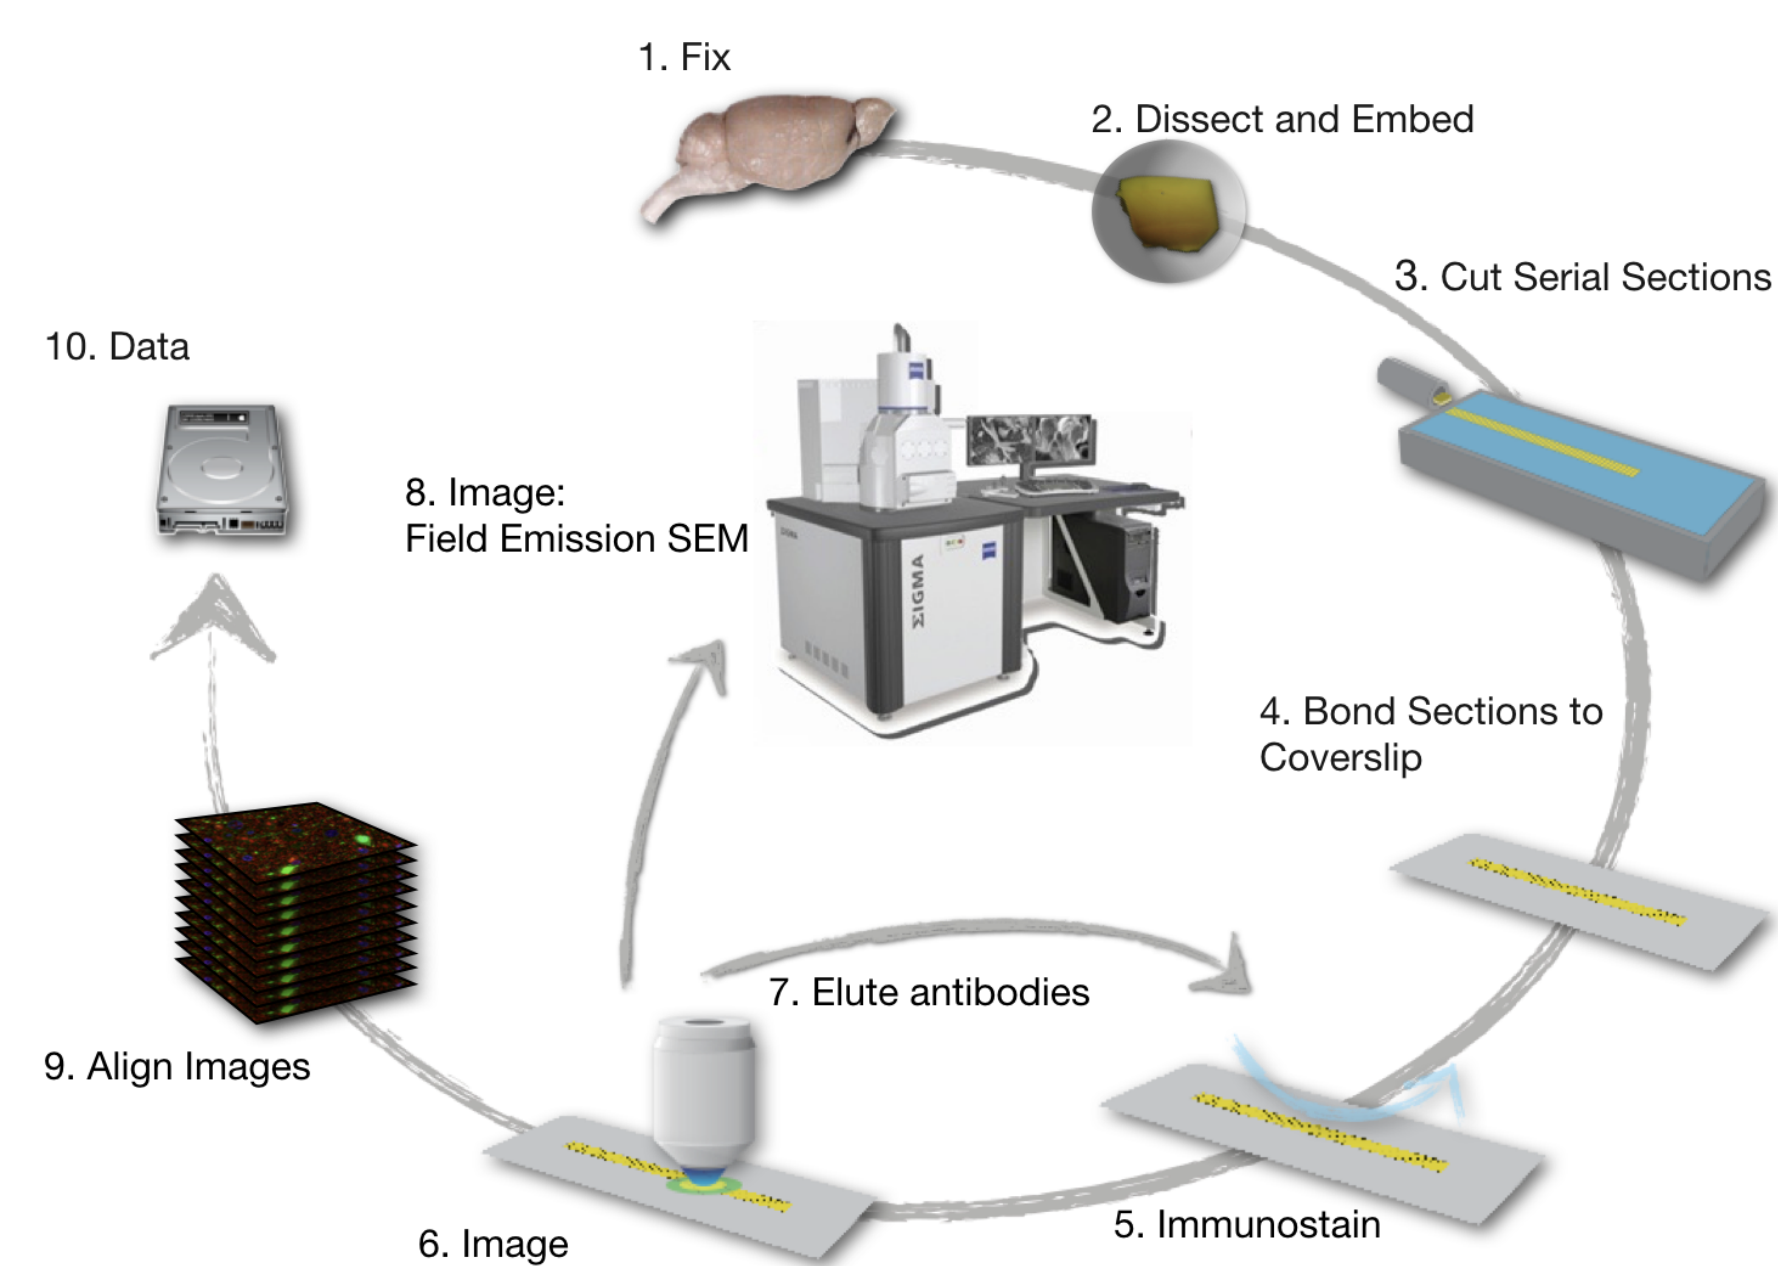 1. Fix
2. Dissect and Embed
3. Cut Serial Sections
10. Data
8. Image:
Field Emission SEM
ΣIGMA
4. Bond Sections to
Coverslip
7. Elute antibodies
9. Align Images
5. Immunostain
6. Image